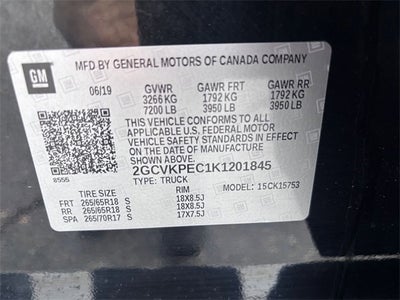 MFD BY GENERAL MOTORS OF CANADA COMPANY
GM
06/19 GVWR GAWR FRT GAWR RR
3266 KG 1792 KG 1792 KG
7200 LB 3950 LB 3950 LB
THIS VEHICLE CONFORMS TO ALL
APPLICABLE U.S. FEDERAL MOTOR
VEHICLE SAFETY STANDARDS IN EFFECT
ON THE DATE OF MANUFACTURE SHOWN ABOVE.
2GCVKPEC1K1201845
8555 TYPE: TRUCK MODEL: 15CK15753
TIRE SIZE RIM
FRT 265/65R18 S 18X8.5J
RR 265/65R18 S 18X8.5J
SPA 265/70R17 S 17X7.5J